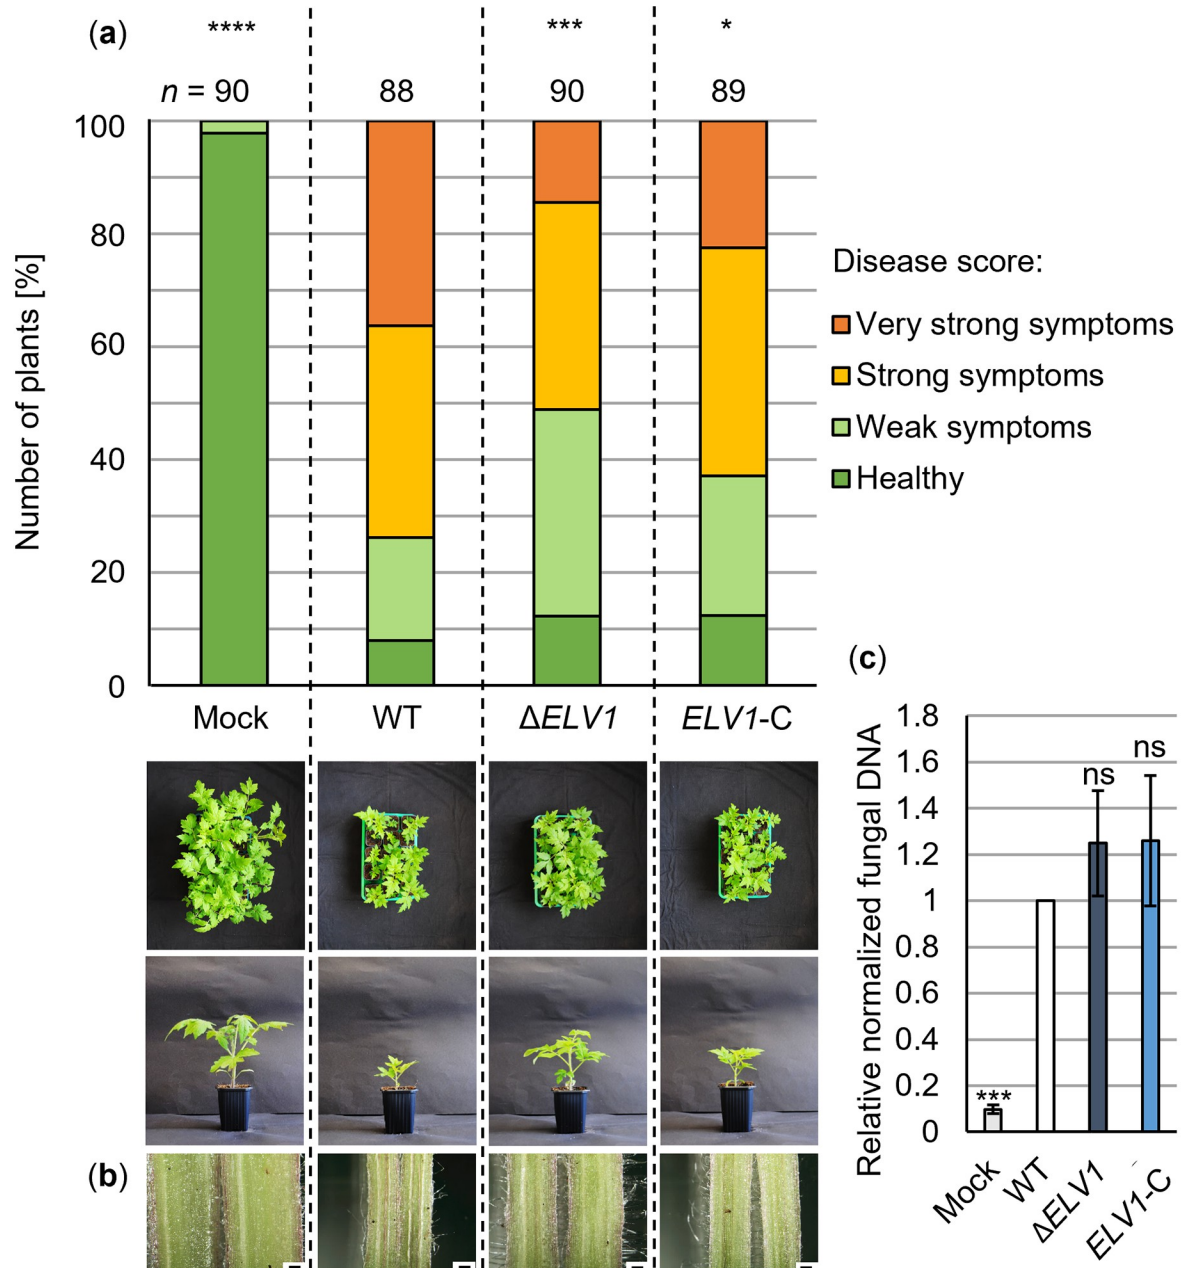 (a)
**** *** *
n = 90 88 90 89
Number of plants [%]
100
80
60
40
20
0
Mock WT ΔELV1 ELV1-C
Disease score:
Very strong symptoms
Strong symptoms
Weak symptoms
Healthy
(b)
(c)
Relative normalized fungal DNA
1.8
1.6
1.4
1.2
1
0.8
0.6
0.4
0.2
0
***
ns
ns
Mock
WT
ΔELV1
ELV1-C